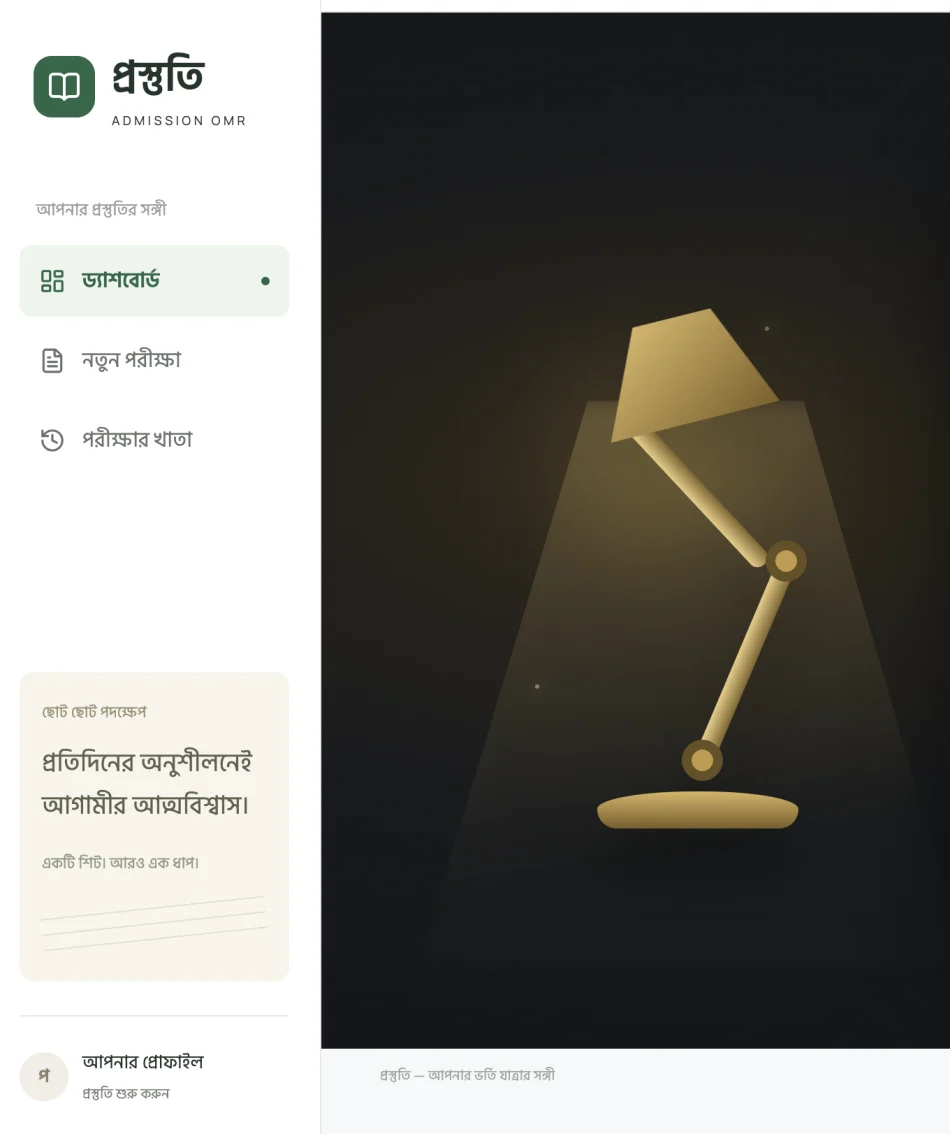 প্রস্তুতি
ADMISSION OMR
আপনার প্রস্তুতির সঙ্গী
ড্যাশবোর্ড
নতুন পরীক্ষা
পরীক্ষার খাতা
ছোট ছোট পদক্ষেপ
প্রতিদিনের অনুশীলনেই
আগামীর আত্মবিশ্বাস।
একটি শিট। আরও এক ধাপ।
প
আপনার প্রোফাইল
প্রস্তুতি শুরু করুন
প্রস্তুতি — আপনার ভর্তি যাত্রার সঙ্গী